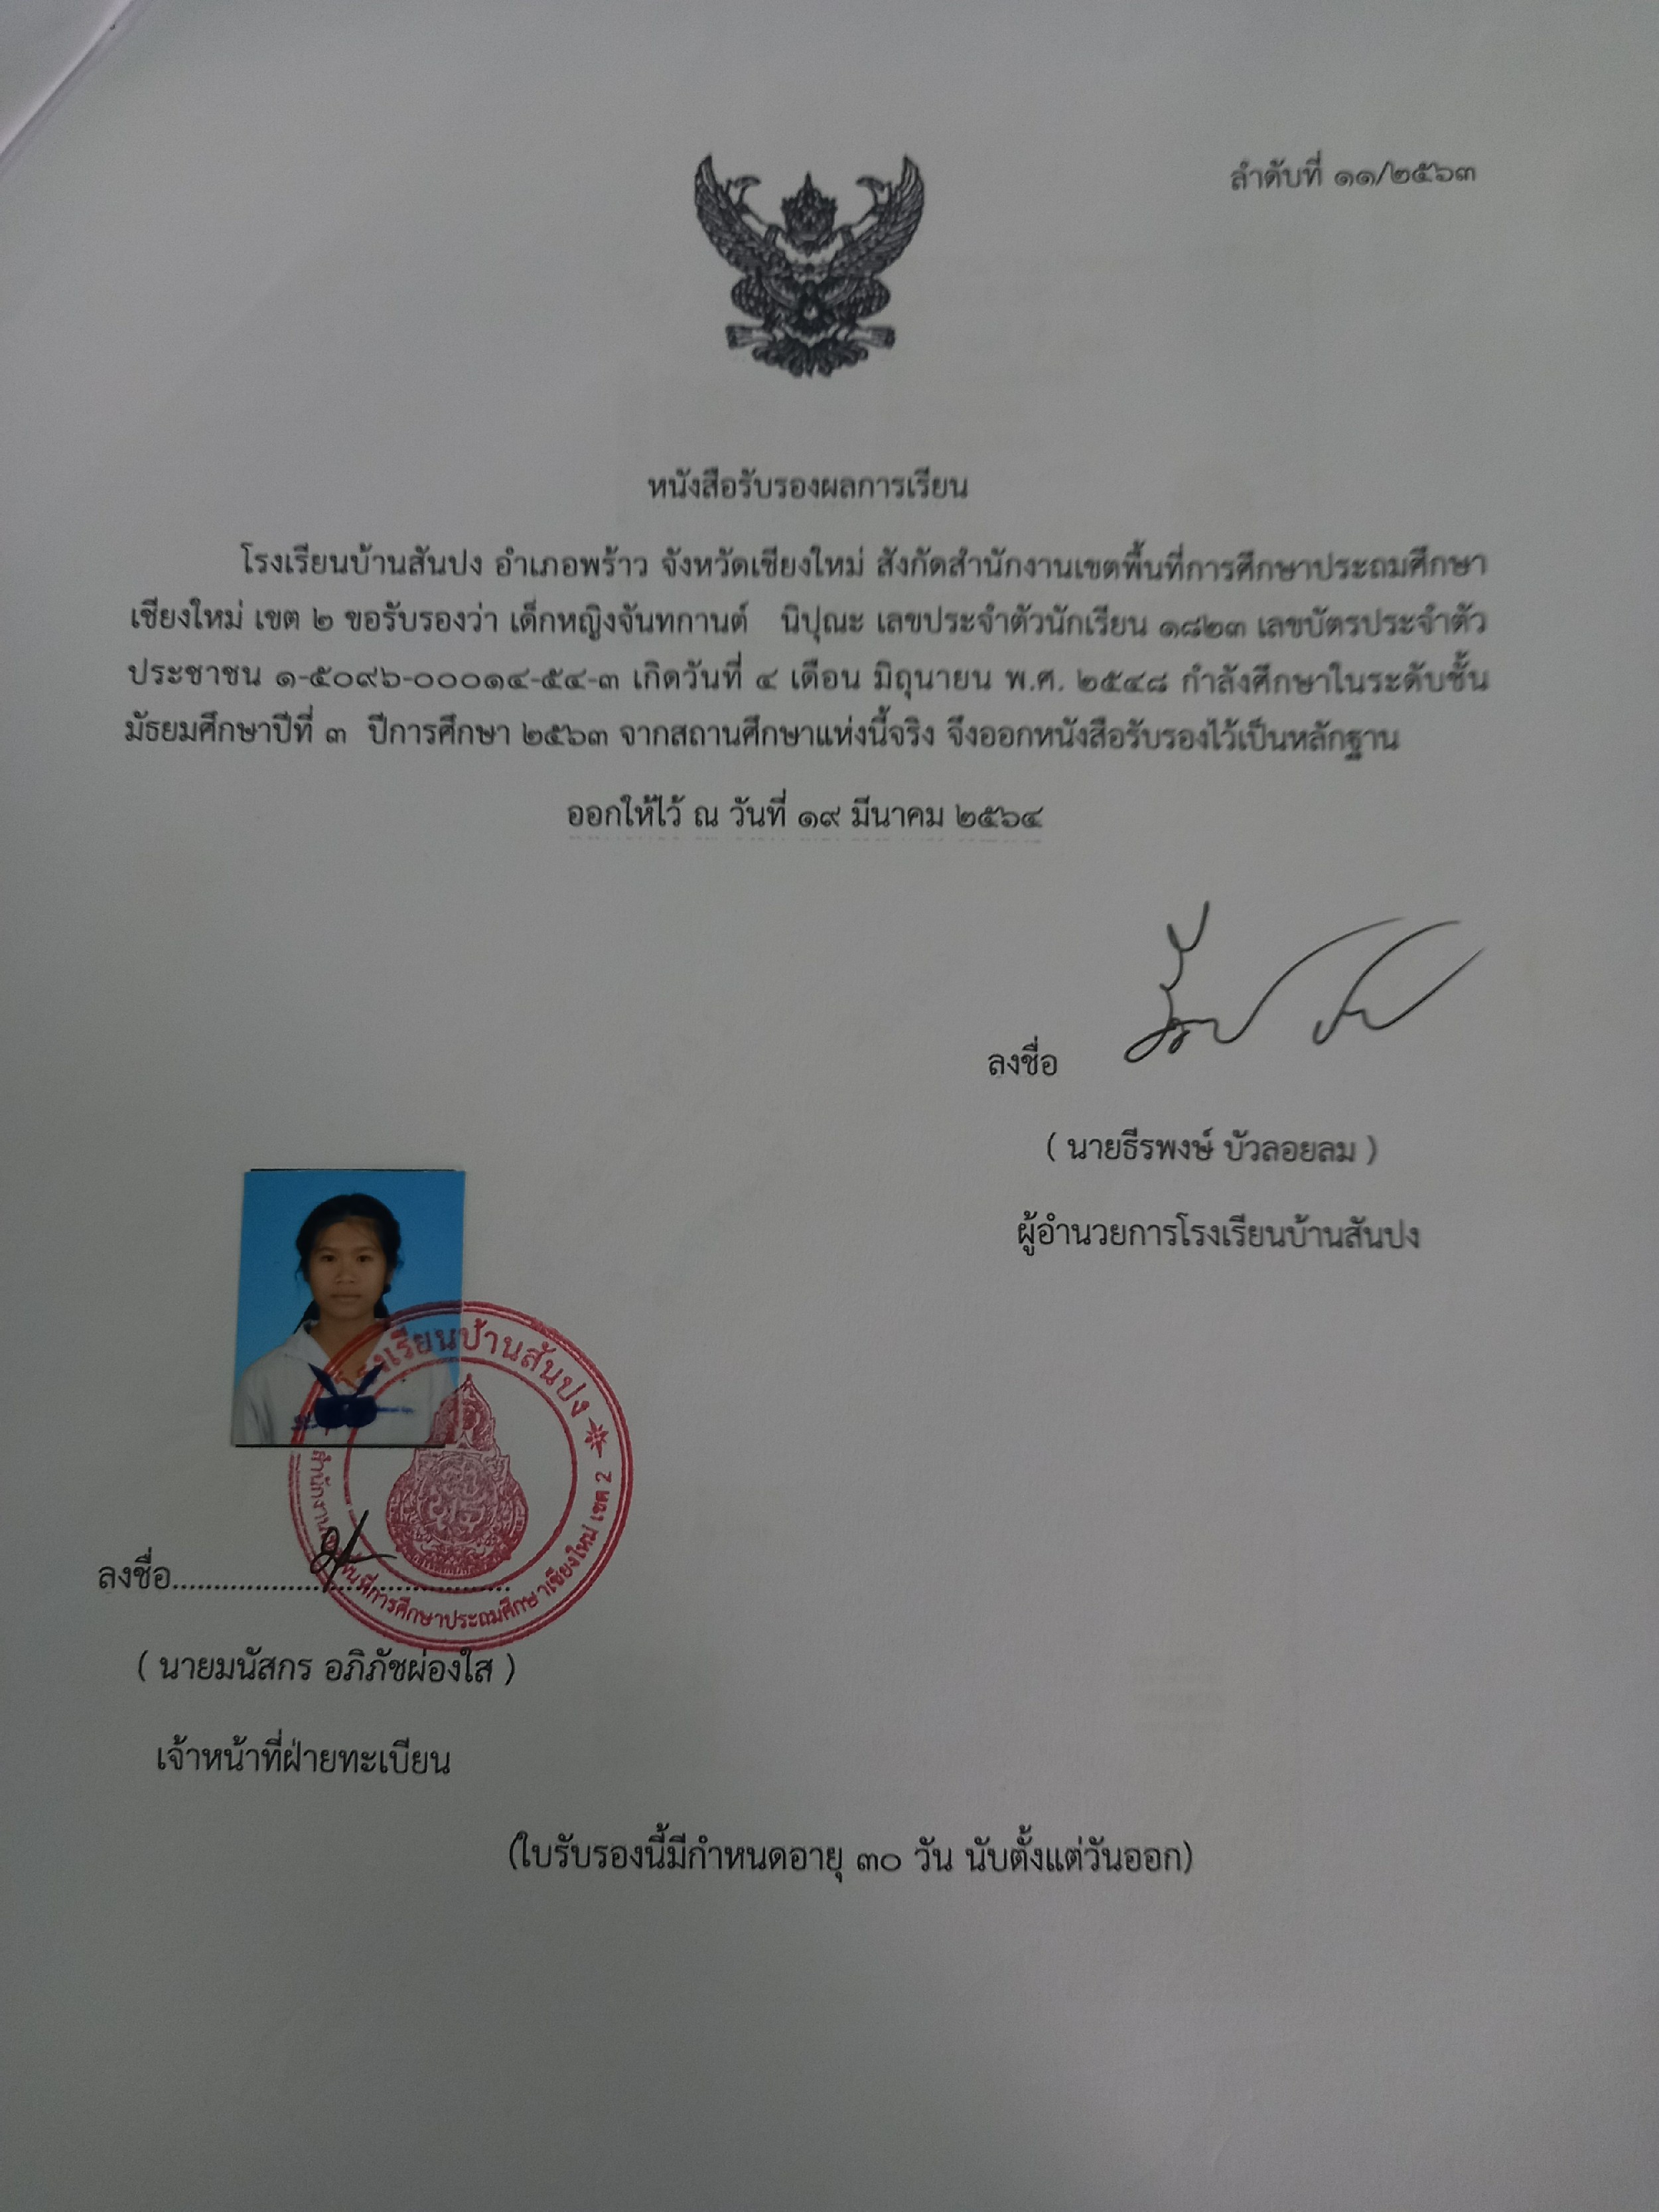 ลำดับที่ ๑๑/๒๕๖๓
หนังสือรับรองผลการเรียน
โรงเรียนบ้านสันปง อำเภอพร้าว จังหวัดเชียงใหม่ สังกัดสำนักงานเขตพื้นที่การศึกษาประถมศึกษา
เชียงใหม่ เขต ๒ ขอรับรองว่า เด็กหญิงจันทกานต์ นิปุณะ เลขประจำตัวนักเรียน ๑๘๒๓ เลขบัตรประจำตัว
ประชาชน ๑-๕๐๙๖-๐๐๐๑๔-๕๔-๓ เกิดวันที่ ๔ เดือน มิถุนายน พ.ศ. ๒๕๔๘ กำลังศึกษาในระดับชั้น
มัธยมศึกษาปีที่ ๓ ปีการศึกษา ๒๕๖๓ จากสถานศึกษาแห่งนี้จริง จึงออกหนังสือรับรองไว้เป็นหลักฐาน
ออกให้ไว้ ณ วันที่ ๑๙ มีนาคม ๒๕๖๔
ลงชื่อ
( นายธีรพงษ์ บัวลอยลม )
ผู้อำนวยการโรงเรียนบ้านสันปง
โรงเรียนบ้านสันปง
สำนักงาน
การศึกษาประถมศึกษาเชียงใหม่ เขต 2
ลงชื่อ........................................
( นายมนัสกร อภิภัชผ่องใส )
เจ้าหน้าที่ฝ่ายทะเบียน
(ใบรับรองนี้มีกำหนดอายุ ๓๐ วัน นับตั้งแต่วันออก)